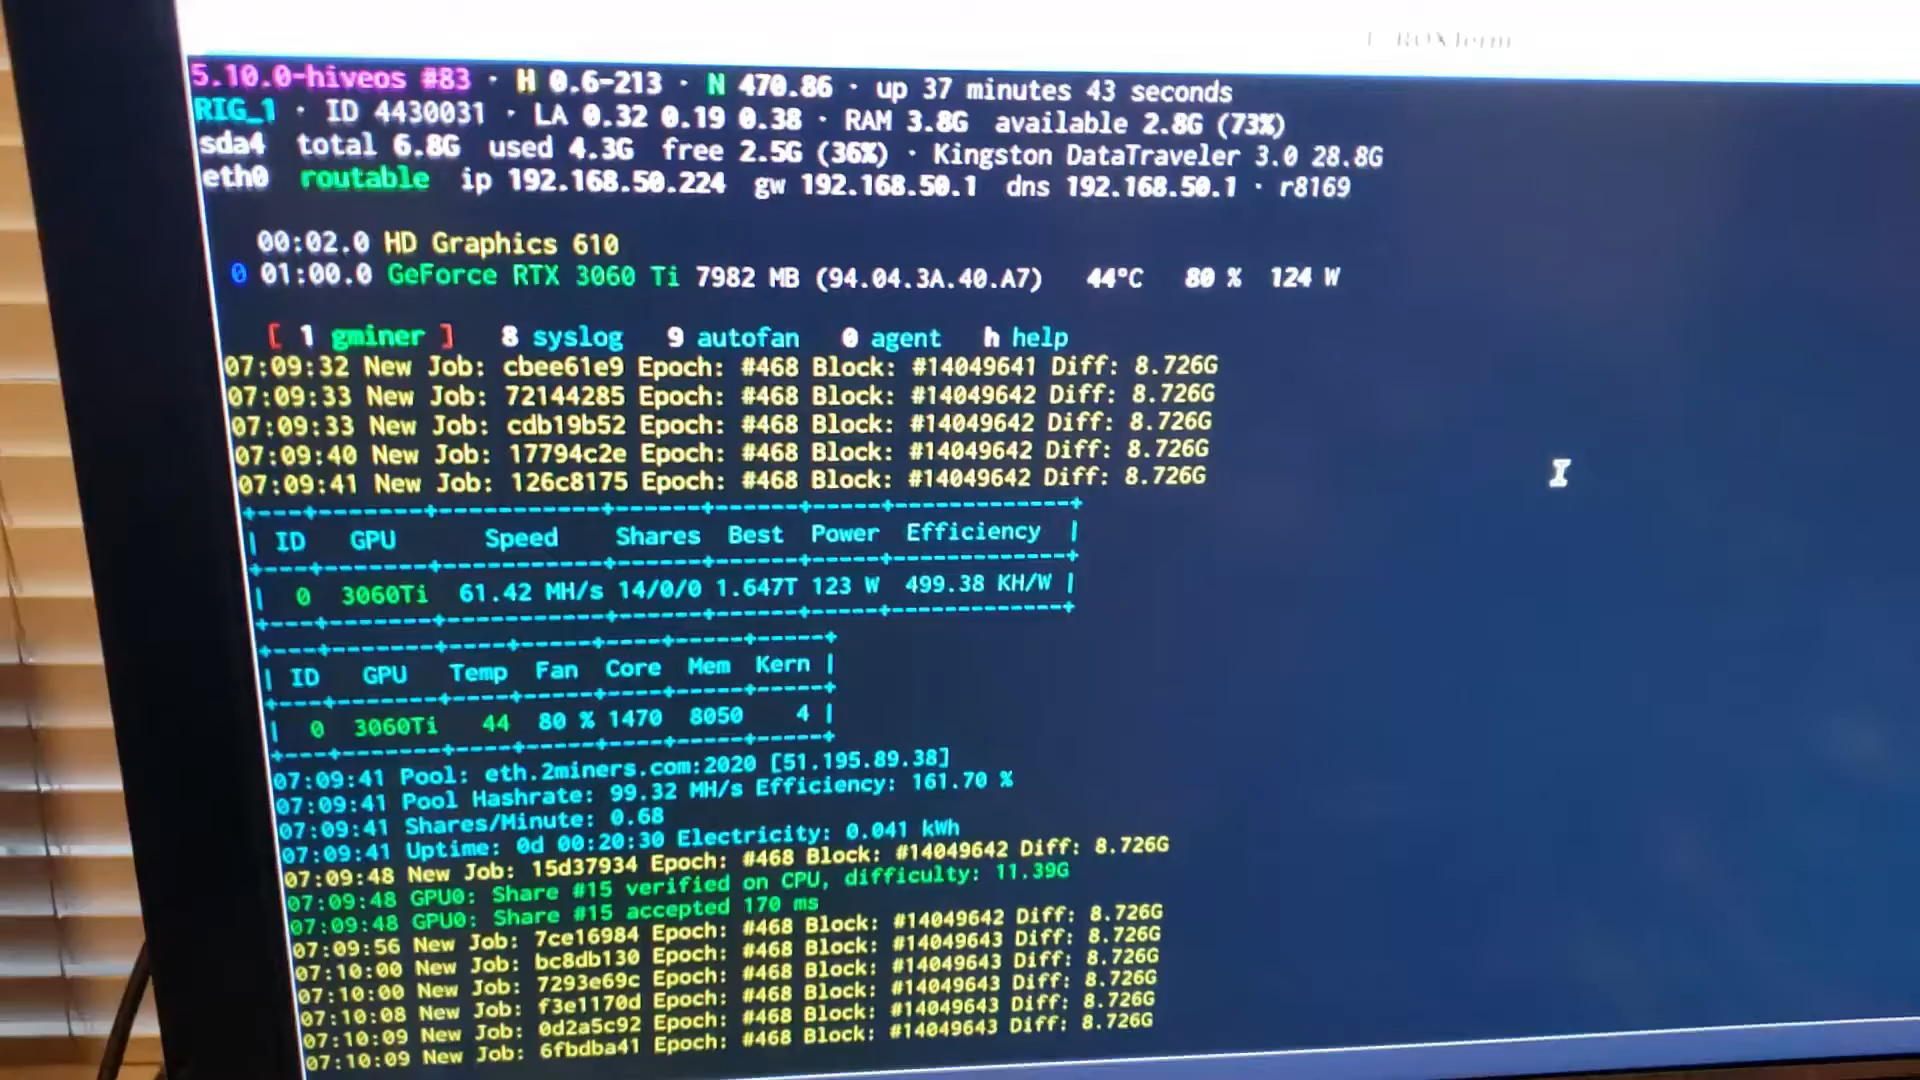 ROXTerm
5.10.0-hiveos #83 · H 0.6-213 · N 470.86 · up 37 minutes 43 seconds
RIG_1 · ID 4430031 · LA 0.32 0.19 0.38 · RAM 3.8G available 2.8G (73%)
sda4 total 6.8G used 4.3G free 2.5G (36%) · Kingston DataTraveler 3.0 28.8G
eth0 routable ip 192.168.50.224 gw 192.168.50.1 dns 192.168.50.1 · r8169
00:02.0 HD Graphics 610
0 01:00.0 GeForce RTX 3060 Ti 7982 MB (94.04.3A.40.A7) 44°C 80 % 124 W
[ 1 gminer ] 8 syslog 9 autofan 0 agent h help
07:09:32 New Job: cbee61e9 Epoch: #468 Block: #14049641 Diff: 8.726G
07:09:33 New Job: 72144285 Epoch: #468 Block: #14049642 Diff: 8.726G
07:09:33 New Job: cdb19b52 Epoch: #468 Block: #14049642 Diff: 8.726G
07:09:40 New Job: 17794c2e Epoch: #468 Block: #14049642 Diff: 8.726G
07:09:41 New Job: 126c8175 Epoch: #468 Block: #14049642 Diff: 8.726G
| ID GPU Speed Shares Best Power Efficiency |
| 0 3060Ti 61.42 MH/s 14/0/0 1.647T 123 W 499.38 KH/W |
| ID GPU Temp Fan Core Mem Kern |
| 0 3060Ti 44 80 % 1470 8050 4 |
07:09:41 Pool: eth.2miners.com:2020 [51.195.89.38]
07:09:41 Pool Hashrate: 99.32 MH/s Efficiency: 161.70 %
07:09:41 Shares/Minute: 0.68
07:09:41 Uptime: 0d 00:20:30 Electricity: 0.041 kWh
07:09:48 New Job: 15d37934 Epoch: #468 Block: #14049642 Diff: 8.726G
07:09:48 GPU0: Share #15 verified on CPU, difficulty: 11.39G
07:09:48 GPU0: Share #15 accepted 170 ms
07:09:56 New Job: 7ce16984 Epoch: #468 Block: #14049642 Diff: 8.726G
07:10:00 New Job: bc8db130 Epoch: #468 Block: #14049643 Diff: 8.726G
07:10:00 New Job: 7293e69c Epoch: #468 Block: #14049643 Diff: 8.726G
07:10:08 New Job: f3e1170d Epoch: #468 Block: #14049643 Diff: 8.726G
07:10:09 New Job: 0d2a5c92 Epoch: #468 Block: #14049643 Diff: 8.726G
07:10:09 New Job: 6fbdba41 Epoch: #468 Block: #14049643 Diff: 8.726G